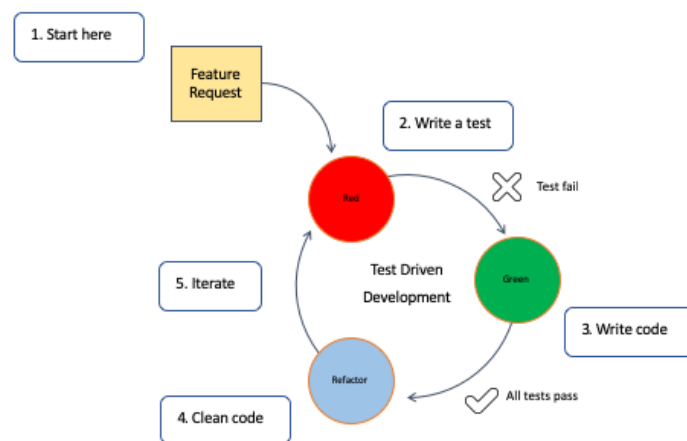 1. Start here
Feature
Request
2. Write a test
Red
Test fail
5. Iterate
Test Driven
Development
Green
3. Write code
Refactor
All tests pass
4. Clean code